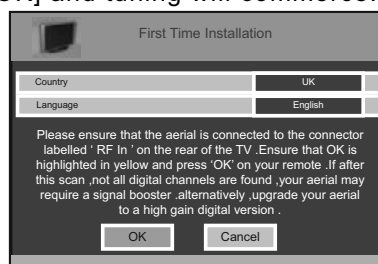 First Time Installation
Country UK
Language English
Please ensure that the aerial is connected to the connector
labelled ‘ RF In ’ on the rear of the TV .Ensure that OK is
highlighted in yellow and press ‘OK’ on your remote .If after
this scan ,not all digital channels are found ,your aerial may
require a signal booster .alternatively ,upgrade your aerial
to a high gain digital version .
OK Cancel